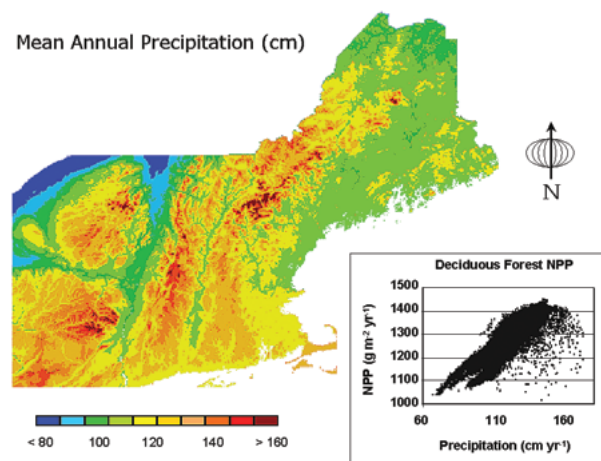 Mean Annual Precipitation (cm)
N
Deciduous Forest NPP
NPP (g m-2 yr-1)
1500
1400
1300
1200
1100
1000
60 110 160
Precipitation (cm yr-1)
< 80 100 120 140 > 160